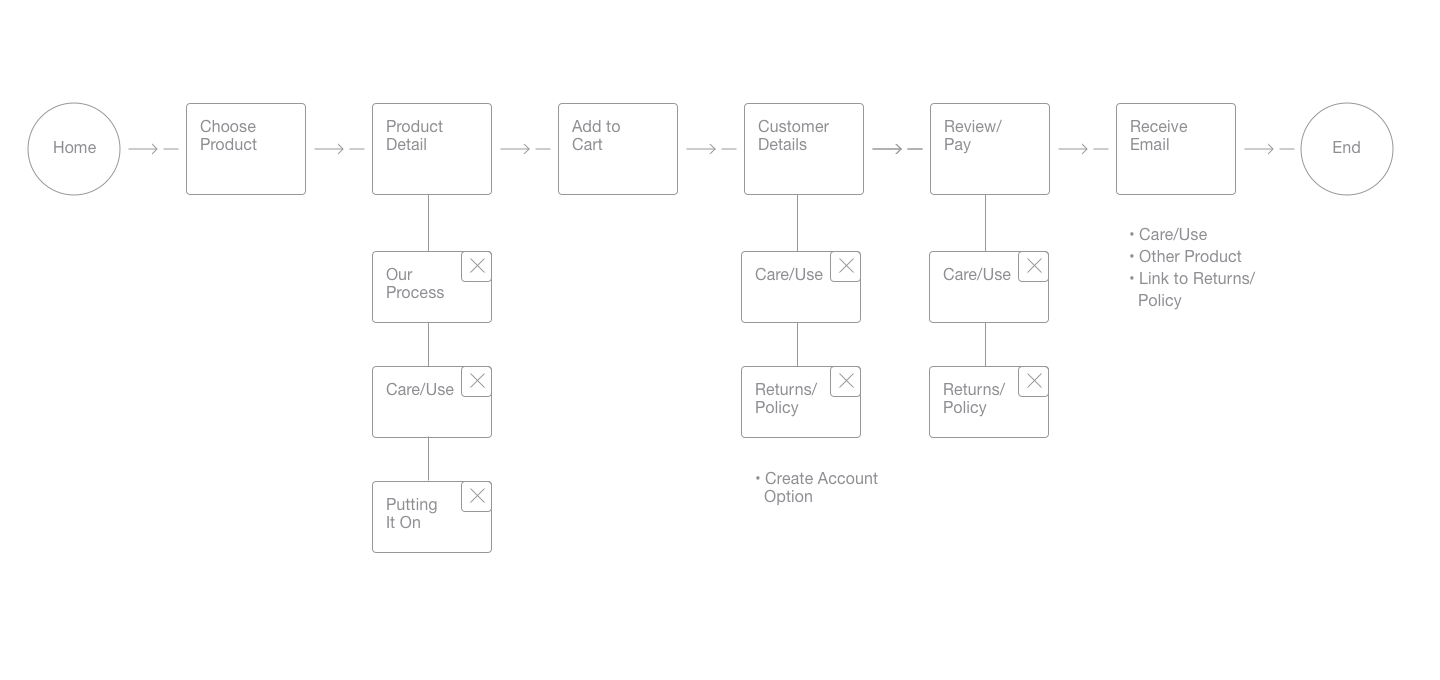 Home
Choose
Product
Product
Detail
Add to
Cart
Customer
Details
Review/
Pay
Receive
Email
End
Our
Process
Care/Use
Putting
It On
Care/Use
Returns/
Policy
• Create Account
Option
Care/Use
Returns/
Policy
• Care/Use
• Other Product
• Link to Returns/
Policy